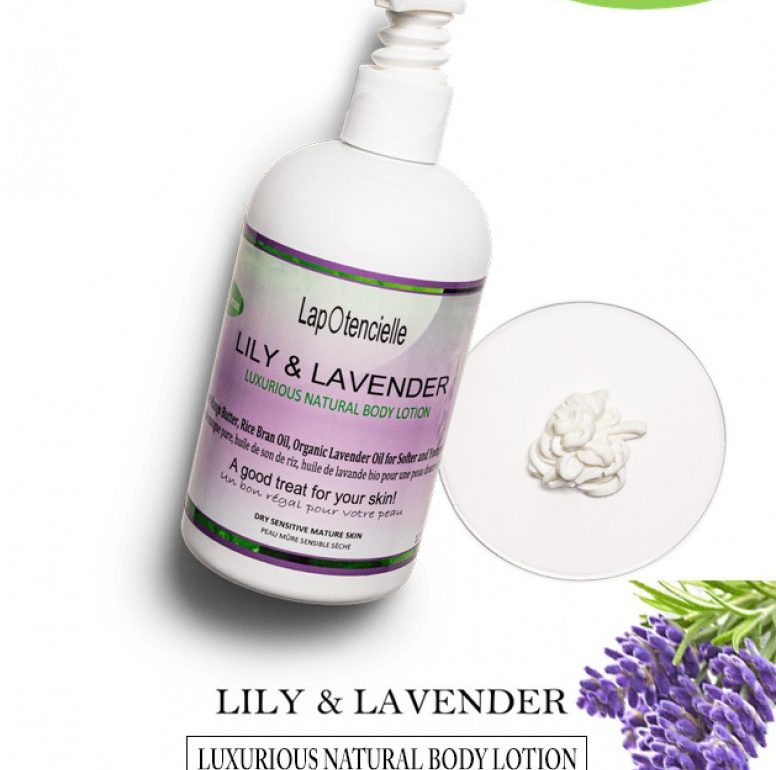 LapOtencielle
LILY & LAVENDER
LUXURIOUS NATURAL BODY LOTION
Butter, Rice Bran Oil, Organic Lavender Oil for Softer and
pure, huile de son de riz, huile de lavande bio pour une peau
A good treat for your skin!
un bon régal pour votre peau
DRY SENSITIVE MATURE SKIN
PEAU MÛRE SENSIBLE SÈCHE
LILY & LAVENDER
LUXURIOUS NATURAL BODY LOTION